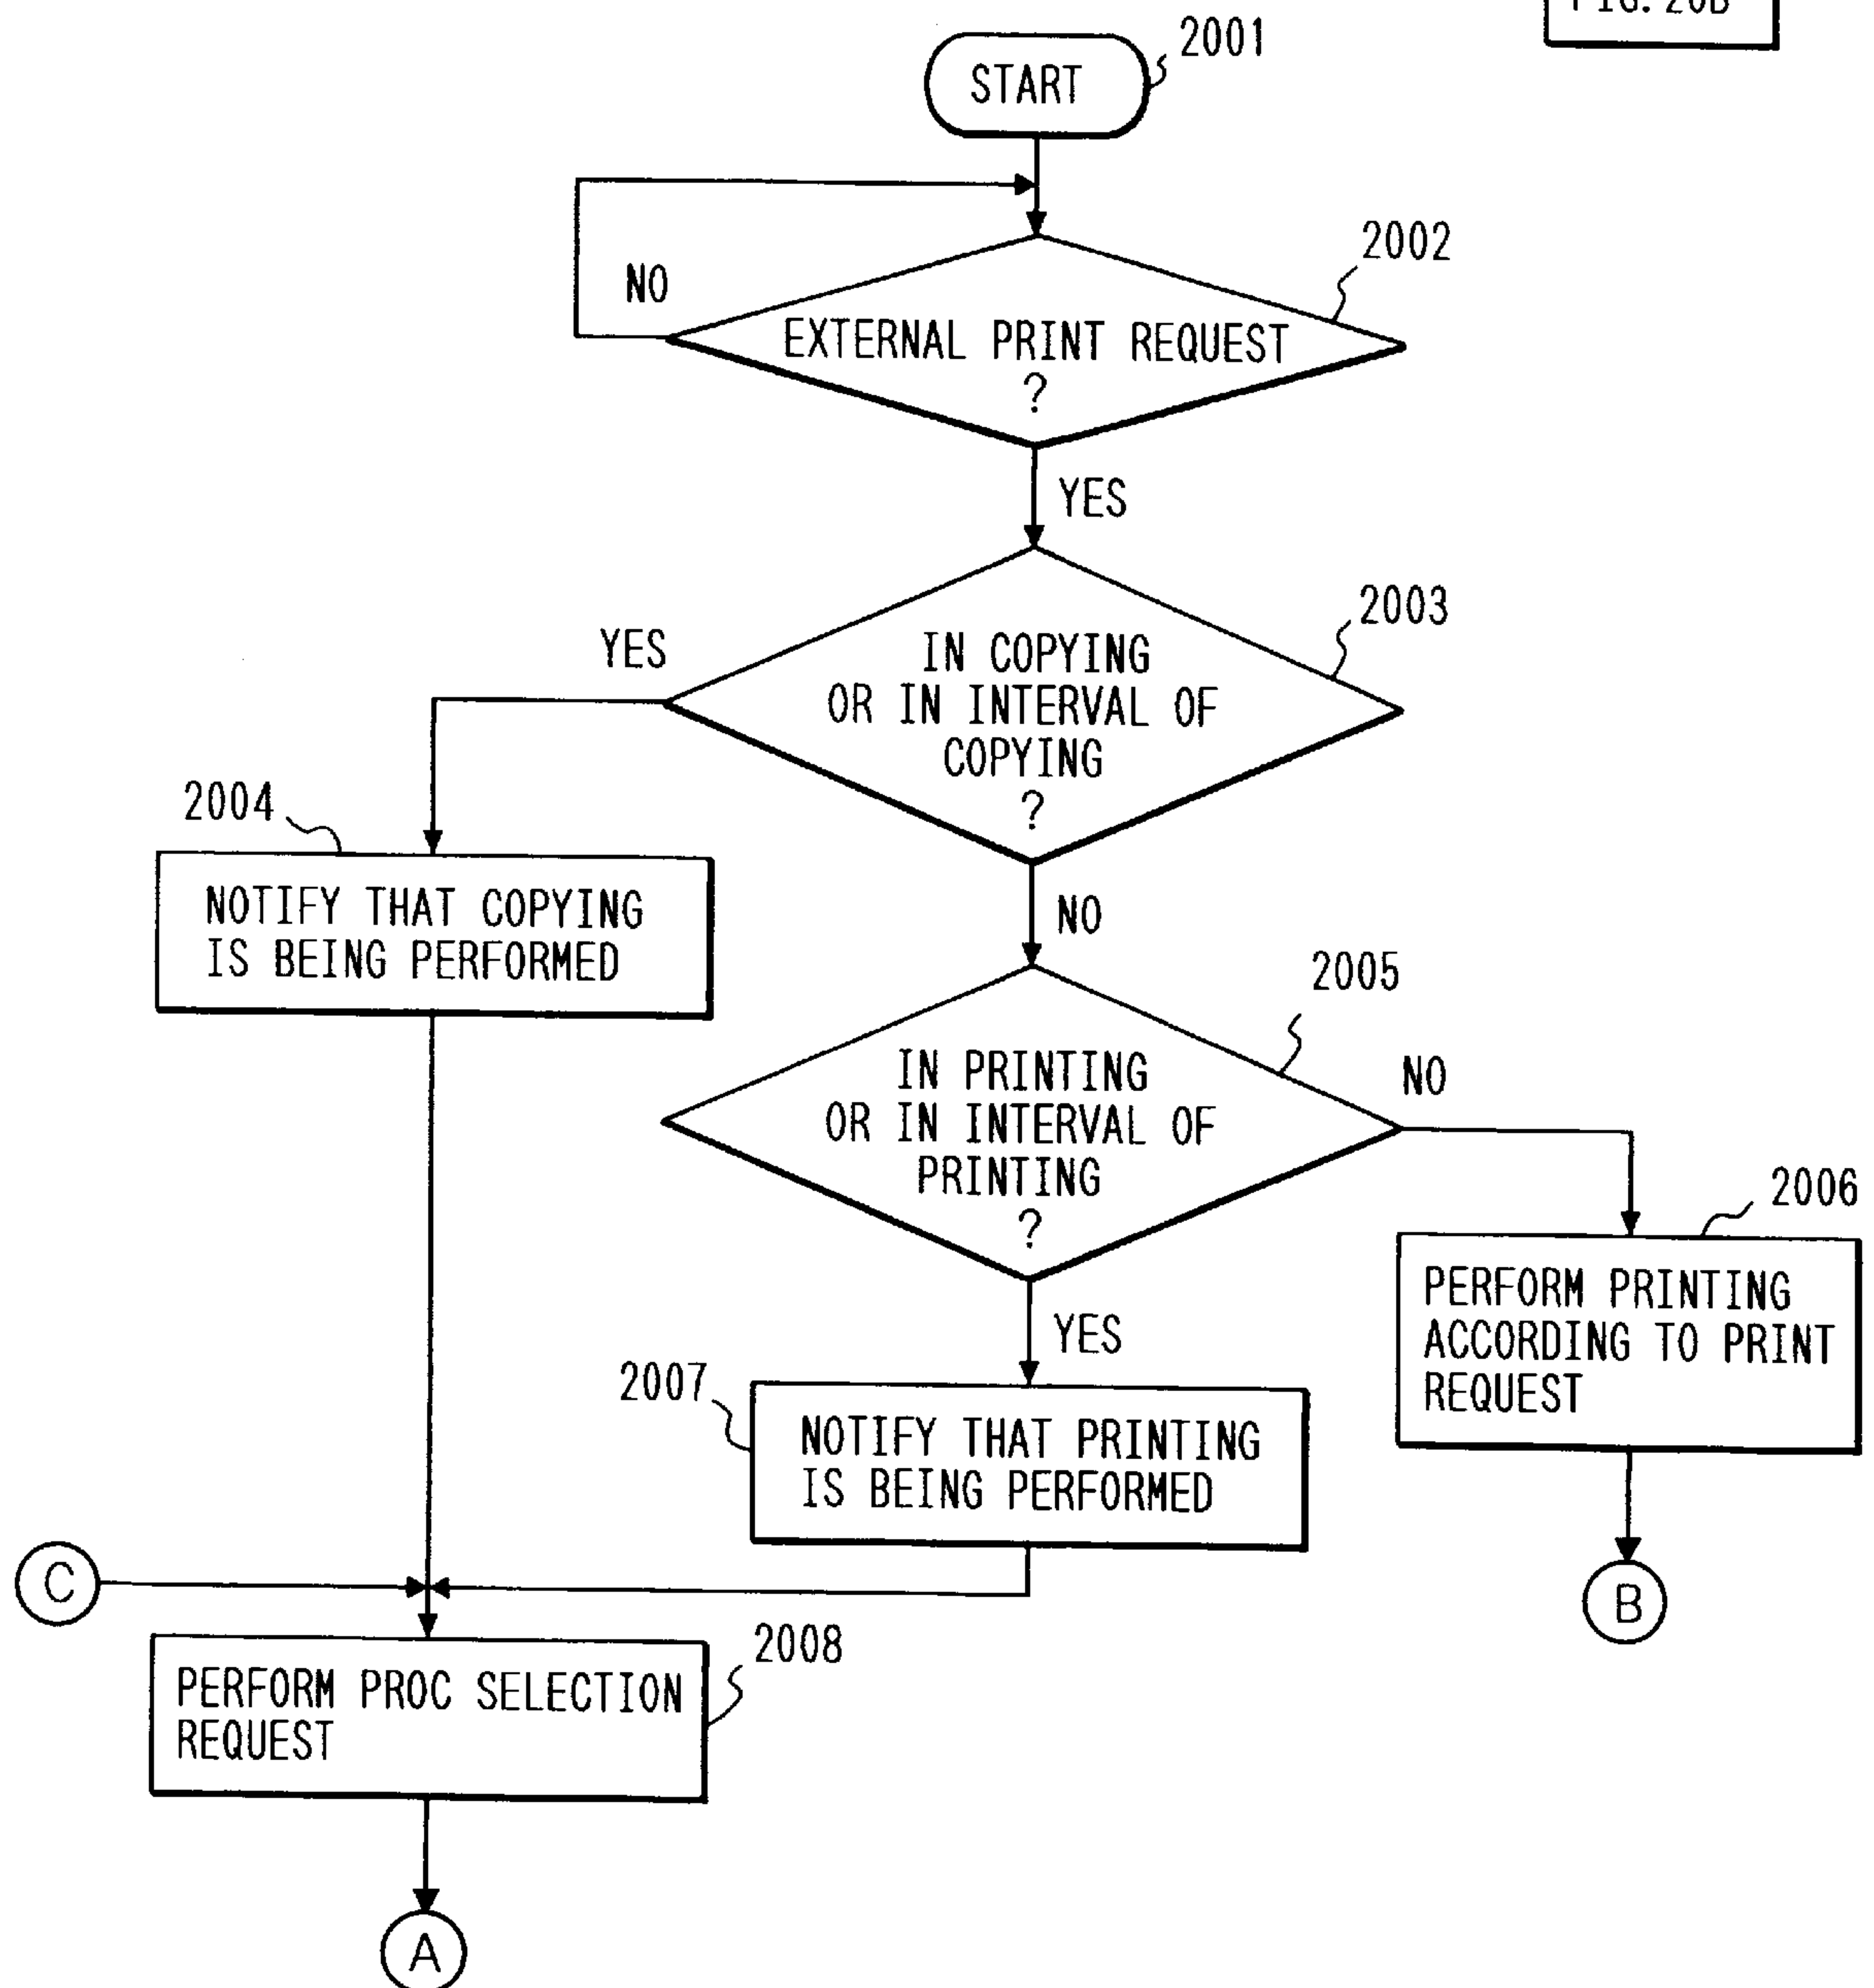 FIG. 20B
2001
START
2002
NO
EXTERNAL PRINT REQUEST
?
YES
2003
YES
IN COPYING
OR IN INTERVAL OF
COPYING
?
2004
NOTIFY THAT COPYING
IS BEING PERFORMED
NO
2005
IN PRINTING
OR IN INTERVAL OF
PRINTING
?
NO
2006
PERFORM PRINTING
ACCORDING TO PRINT
REQUEST
YES
2007
NOTIFY THAT PRINTING
IS BEING PERFORMED
C
B
2008
PERFORM PROC SELECTION
REQUEST
A